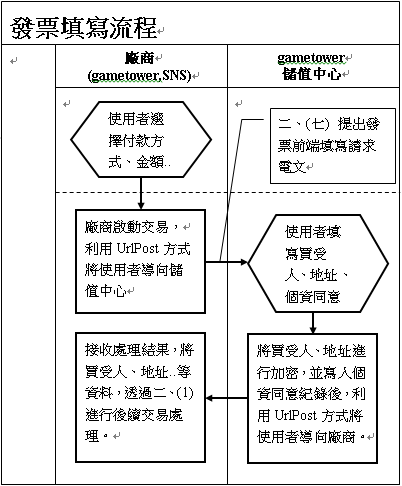 發票填寫流程
廠商
(gametower,SNS)
gametower
儲值中心
使用者選
擇付款方
式、金額..
二、(七) 提出發
票前端填寫請求
電文
廠商啟動交易，
利用 UrlPost 方式
將使用者導向儲
值中心
使用者填
寫買受
人、地址、
個資同意
接收處理結果，將
買受人、地址..等
資料，透過二、(1)
進行後續交易處
理。
將買受人、地址進
行加密，並寫入個
資同意紀錄後，利
用 UrlPost 方式將
使用者導向廠商。